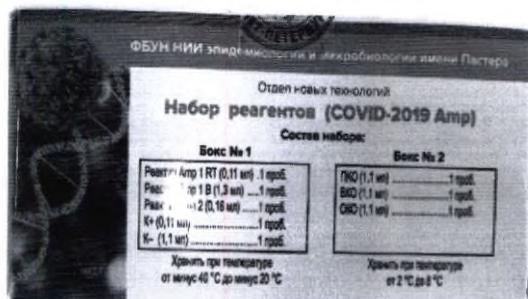 ФБУН НИИ эпидемиологии и микробиологии имени Пастера
Отдел новых технологий
Набор реагентов (COVID-2019 Amp)
Состав набора:
Бокс № 1
Amp 1 RT (0,11 мл) .1 проб.
1 В (1,3 мл) .....1 проб.
2 (0,16 мл) .....1 проб.
К+ (0,11 мл) ..................1 проб.
К– (1,1 мл) ...................1 проб.
Хранить при температуре
от минус 40 °С до минус 20 °С
Бокс № 2
ПКО (1,1 мл) ..................1 проб.
ВКО (1,1 мл) ..................1 проб.
ОКО (1,1 мл) ..................1 проб.
Хранить при температуре
от 2 °С до 8 °С